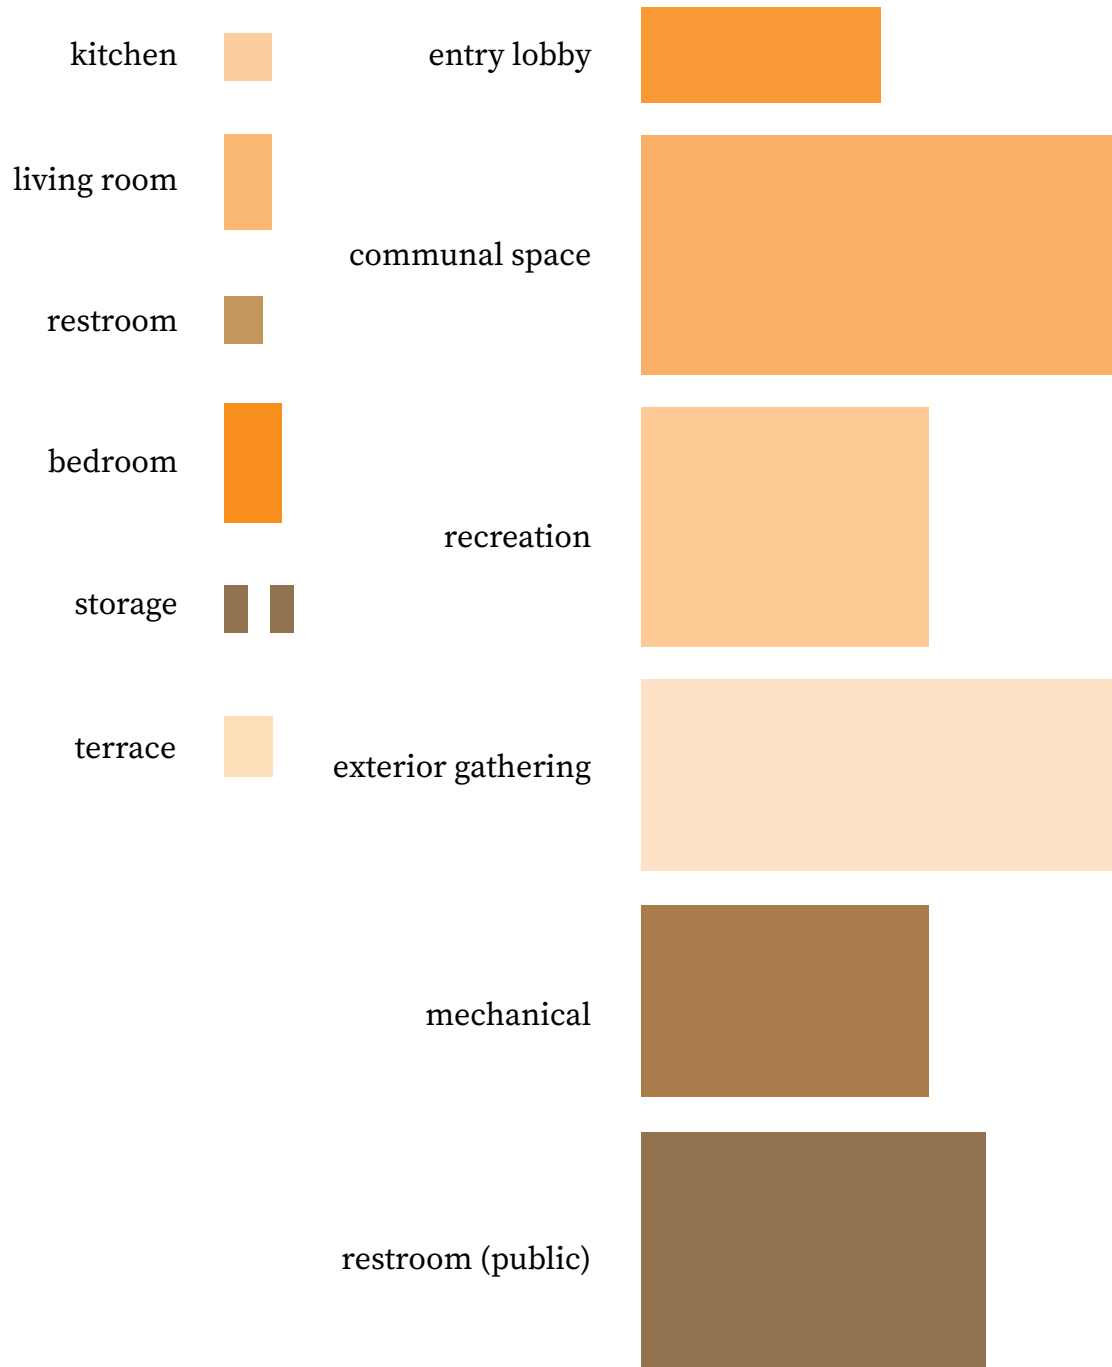 kitchen
living room
restroom
bedroom
storage
terrace
entry lobby
communal space
recreation
exterior gathering
mechanical
restroom (public)